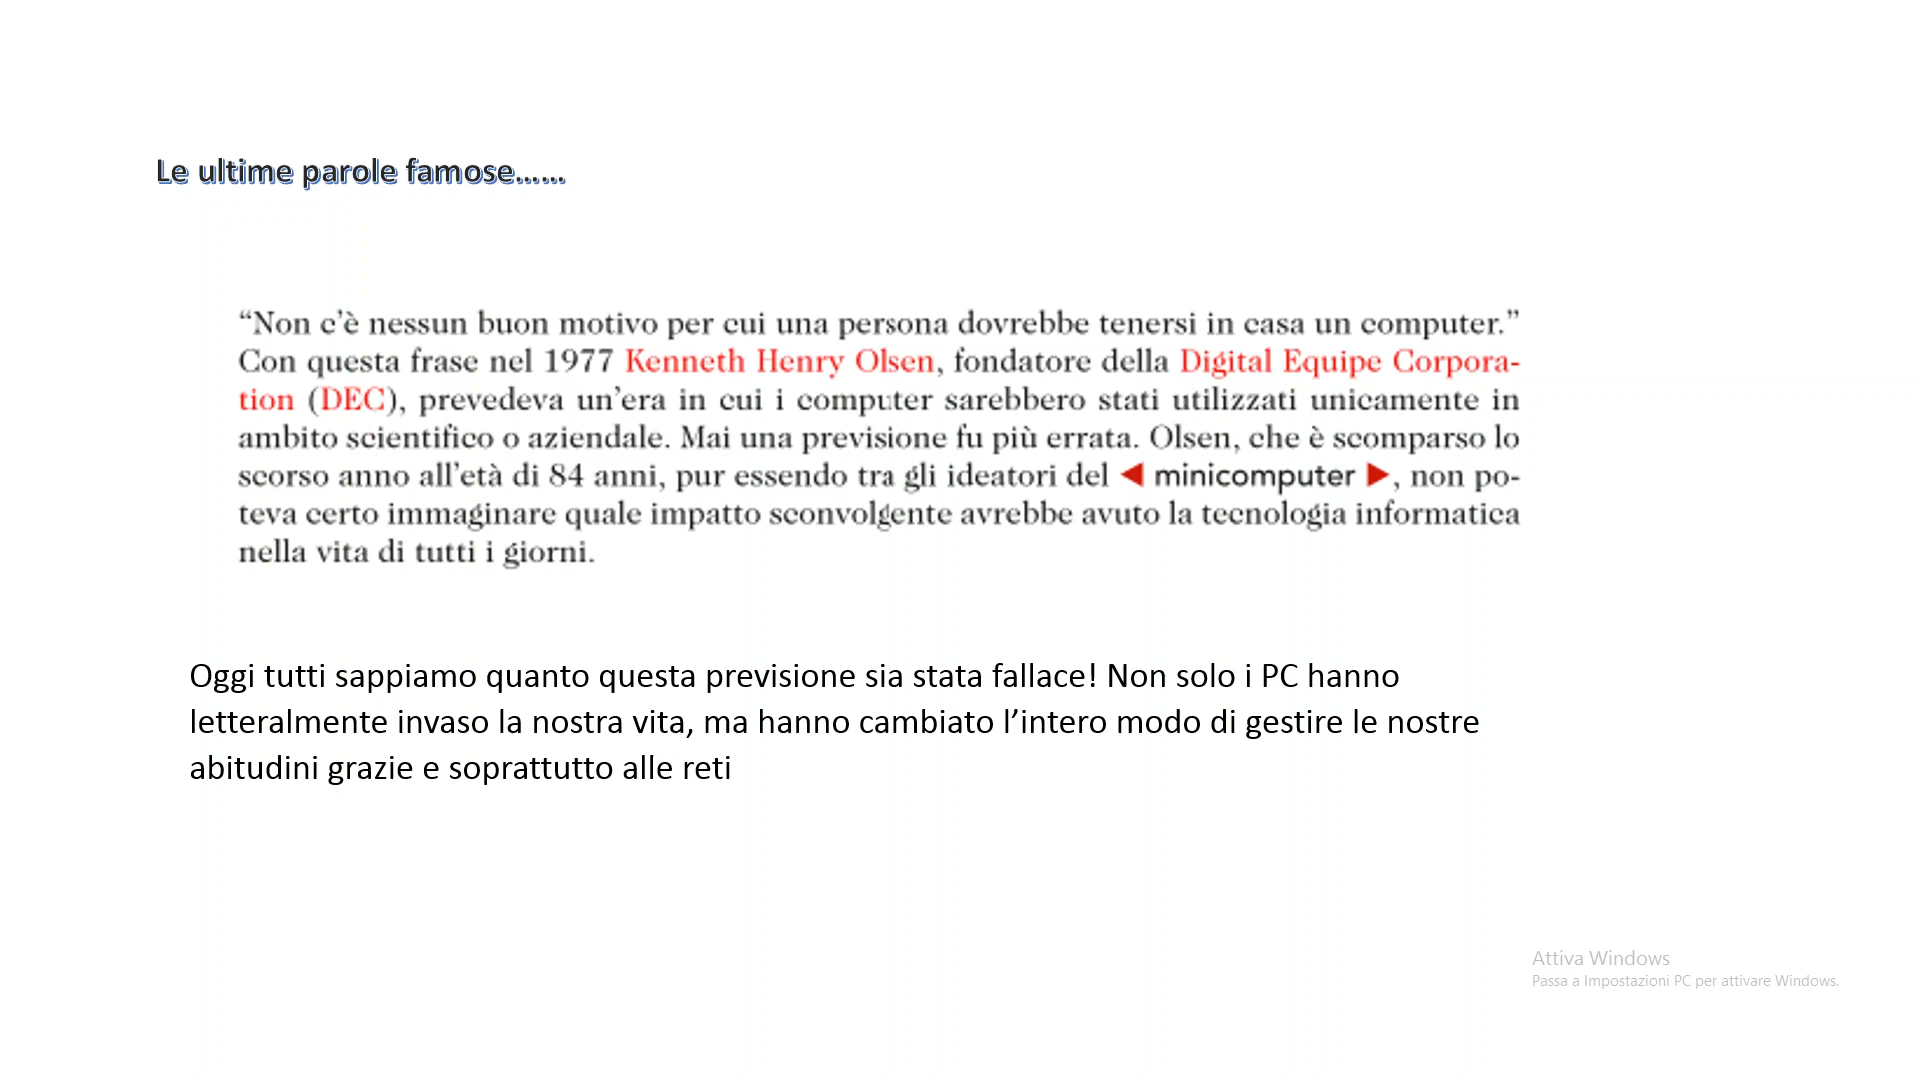 Le ultime parole famose......
“Non c’è nessun buon motivo per cui una persona dovrebbe tenersi in casa un computer.”
Con questa frase nel 1977 Kenneth Henry Olsen, fondatore della Digital Equipe Corpora-
tion (DEC), prevedeva un’era in cui i computer sarebbero stati utilizzati unicamente in
ambito scientifico o aziendale. Mai una previsione fu più errata. Olsen, che è scomparso lo
scorso anno all’età di 84 anni, pur essendo tra gli ideatori del ◀ minicomputer ▶, non po-
teva certo immaginare quale impatto sconvolgente avrebbe avuto la tecnologia informatica
nella vita di tutti i giorni.
Oggi tutti sappiamo quanto questa previsione sia stata fallace! Non solo i PC hanno
letteralmente invaso la nostra vita, ma hanno cambiato l’intero modo di gestire le nostre
abitudini grazie e soprattutto alle reti
Attiva Windows
Passa a Impostazioni PC per attivare Windows.